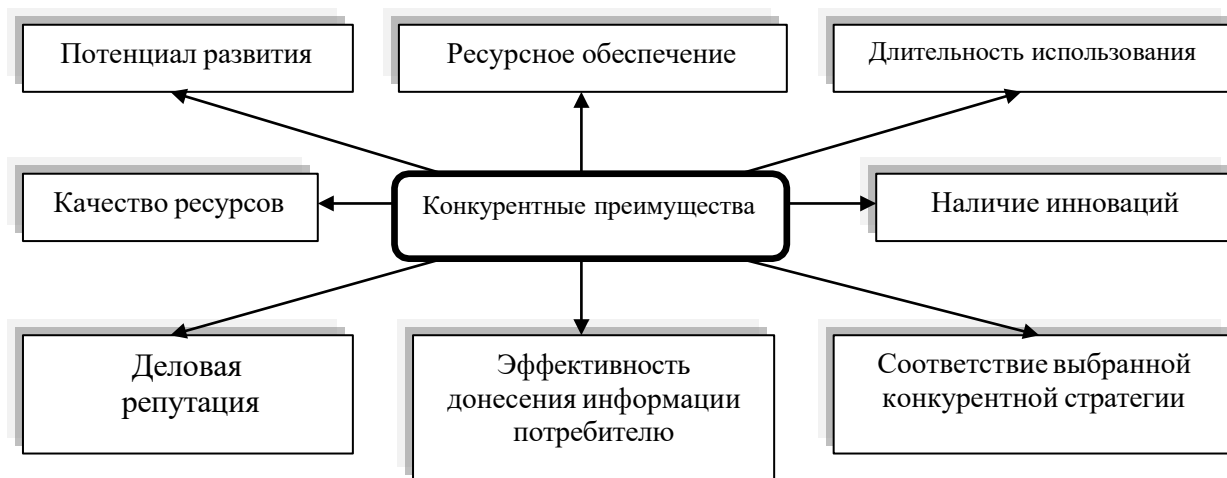 Потенциал развития
Ресурсное обеспечение
Длительность использования
Качество ресурсов
Конкурентные преимущества
Наличие инноваций
Деловая
репутация
Эффективность
донесения информации
потребителю
Соответствие выбранной
конкурентной стратегии